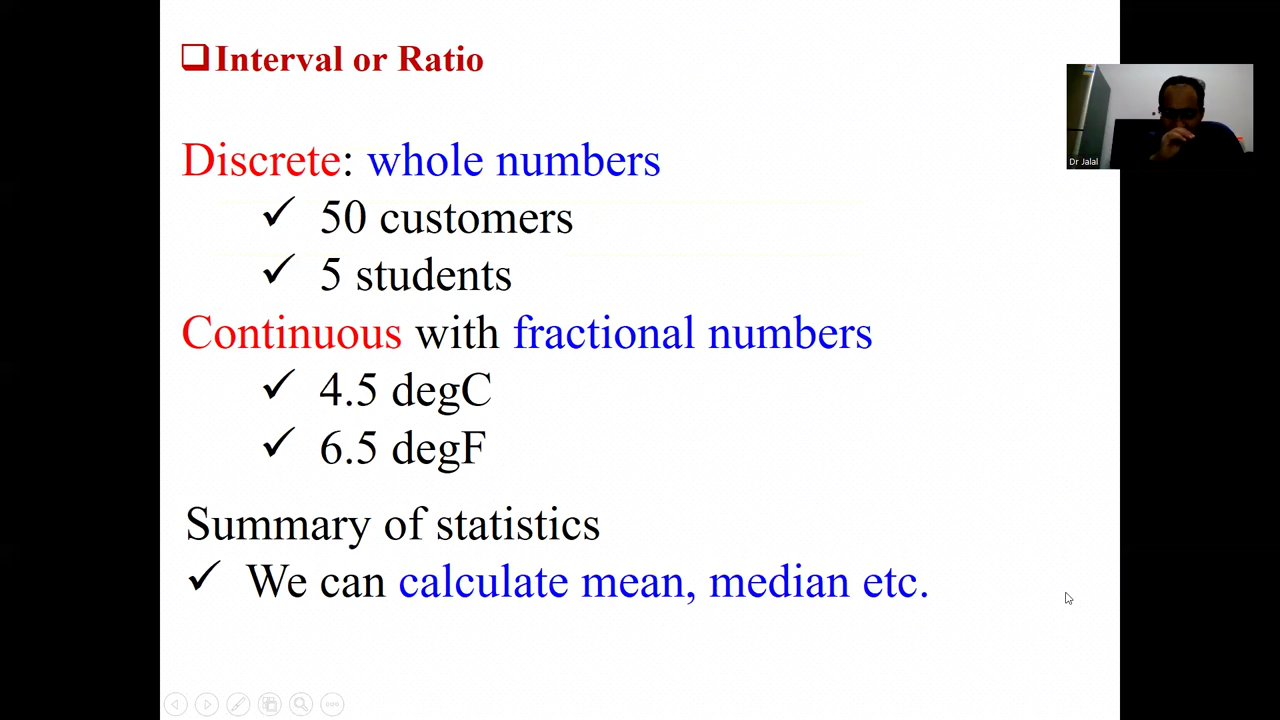 Interval or Ratio
Discrete: whole numbers
✓ 50 customers
✓ 5 students
Continuous with fractional numbers
✓ 4.5 degC
✓ 6.5 degF
Summary of statistics
✓ We can calculate mean, median etc.
Dr Jalal